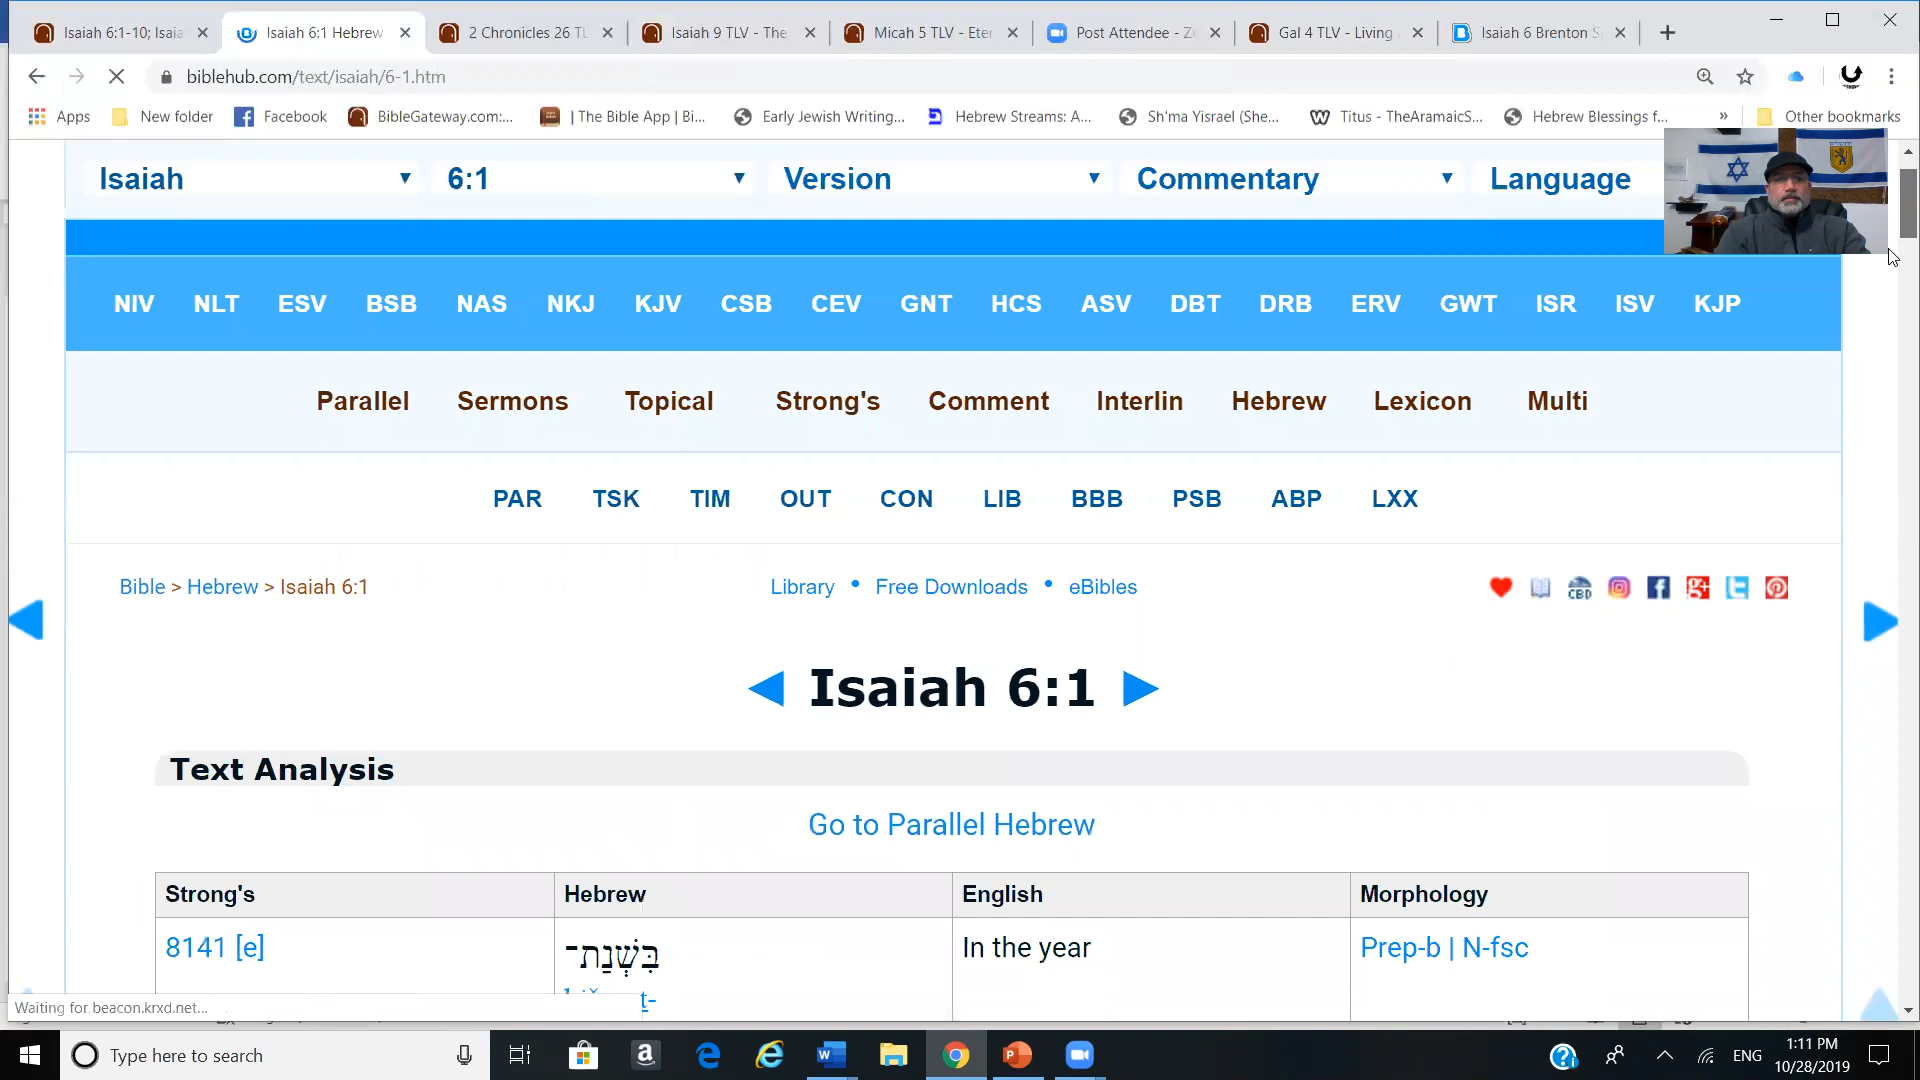 Isaiah 6:1-10; Isaia
Isaiah 6:1 Hebrew
2 Chronicles 26 TL
Isaiah 9 TLV - The
Micah 5 TLV - Eter
Post Attendee - Z
Gal 4 TLV - Living
Isaiah 6 Brenton S
biblehub.com/text/isaiah/6-1.htm
Apps New folder Facebook BibleGateway.com:... | The Bible App | Bi... Early Jewish Writing... Hebrew Streams: A... Sh'ma Yisrael (She... Titus - TheAramaicS... Hebrew Blessings f... » Other bookmarks
Isaiah 6:1 Version Commentary Language
NIV NLT ESV BSB NAS NKJ KJV CSB CEV GNT HCS ASV DBT DRB ERV GWT ISR ISV KJP
Parallel Sermons Topical Strong's Comment Interlin Hebrew Lexicon Multi
PAR TSK TIM OUT CON LIB BBB PSB ABP LXX
Bible > Hebrew > Isaiah 6:1
Library • Free Downloads • eBibles
CBD
Isaiah 6:1
Text Analysis
Go to Parallel Hebrew
Strong's Hebrew English Morphology
8141 [e] בִּשְׁנַת־ In the year Prep-b | N-fsc
Waiting for beacon.krxd.net...
Type here to search
ENG
1:11 PM
10/28/2019